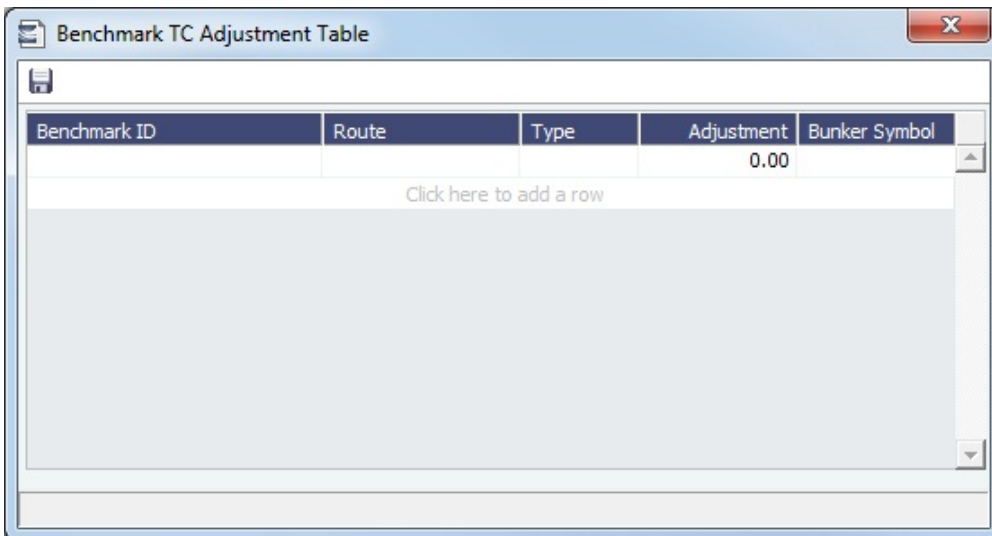 Benchmark TC Adjustment Table
Benchmark ID Route Type Adjustment Bunker Symbol
0.00
Click here to add a row